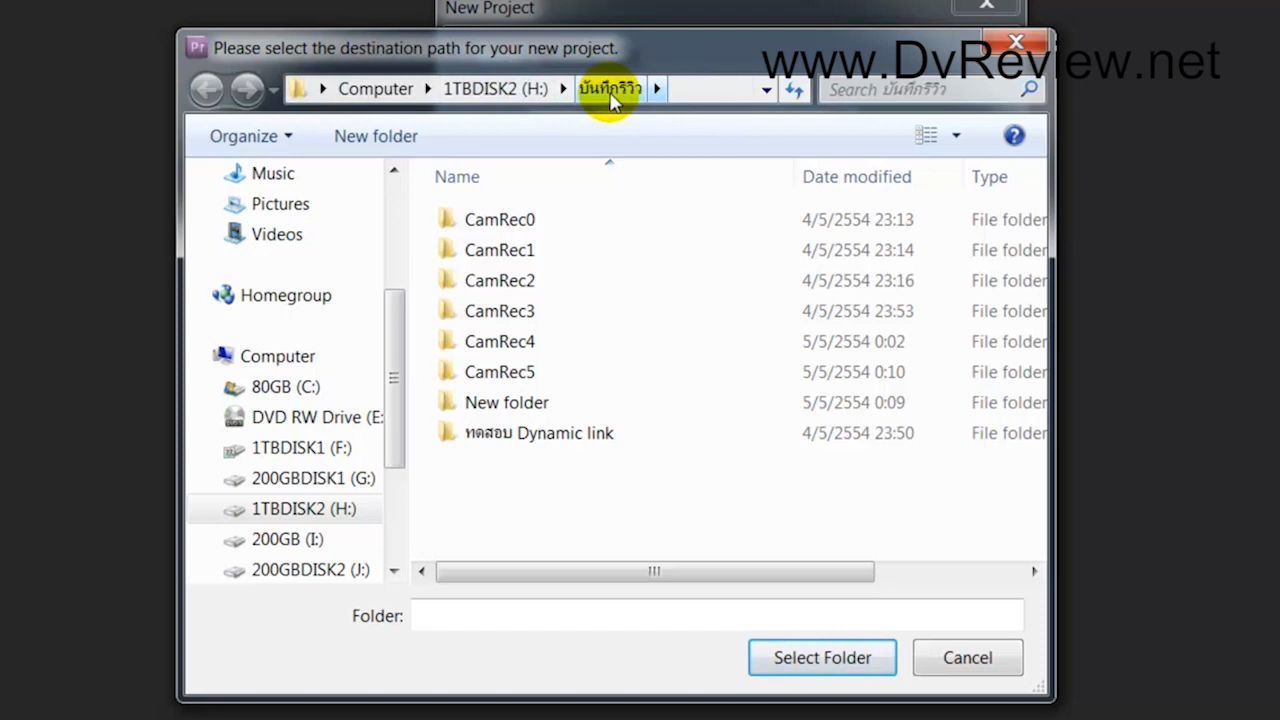 New Project
Please select the destination path for your new project.
www.DvReview.net
Computer 1TBDISK2 (H:) บันทึกริวิว
Search บันทึกริวิว
Organize New folder
Music
Pictures
Videos
Homegroup
Computer
80GB (C:)
DVD RW Drive (E:
1TBDISK1 (F:)
200GBDISK1 (G:)
1TBDISK2 (H:)
200GB (I:)
200GBDISK2 (J:)
Name Date modified Type
CamRec0 4/5/2554 23:13 File folder
CamRec1 4/5/2554 23:14 File folder
CamRec2 4/5/2554 23:16 File folder
CamRec3 4/5/2554 23:53 File folder
CamRec4 5/5/2554 0:02 File folder
CamRec5 5/5/2554 0:10 File folder
New folder 5/5/2554 0:09 File folder
ทดสอบ Dynamic link 4/5/2554 23:50 File folder
Folder:
Select Folder Cancel